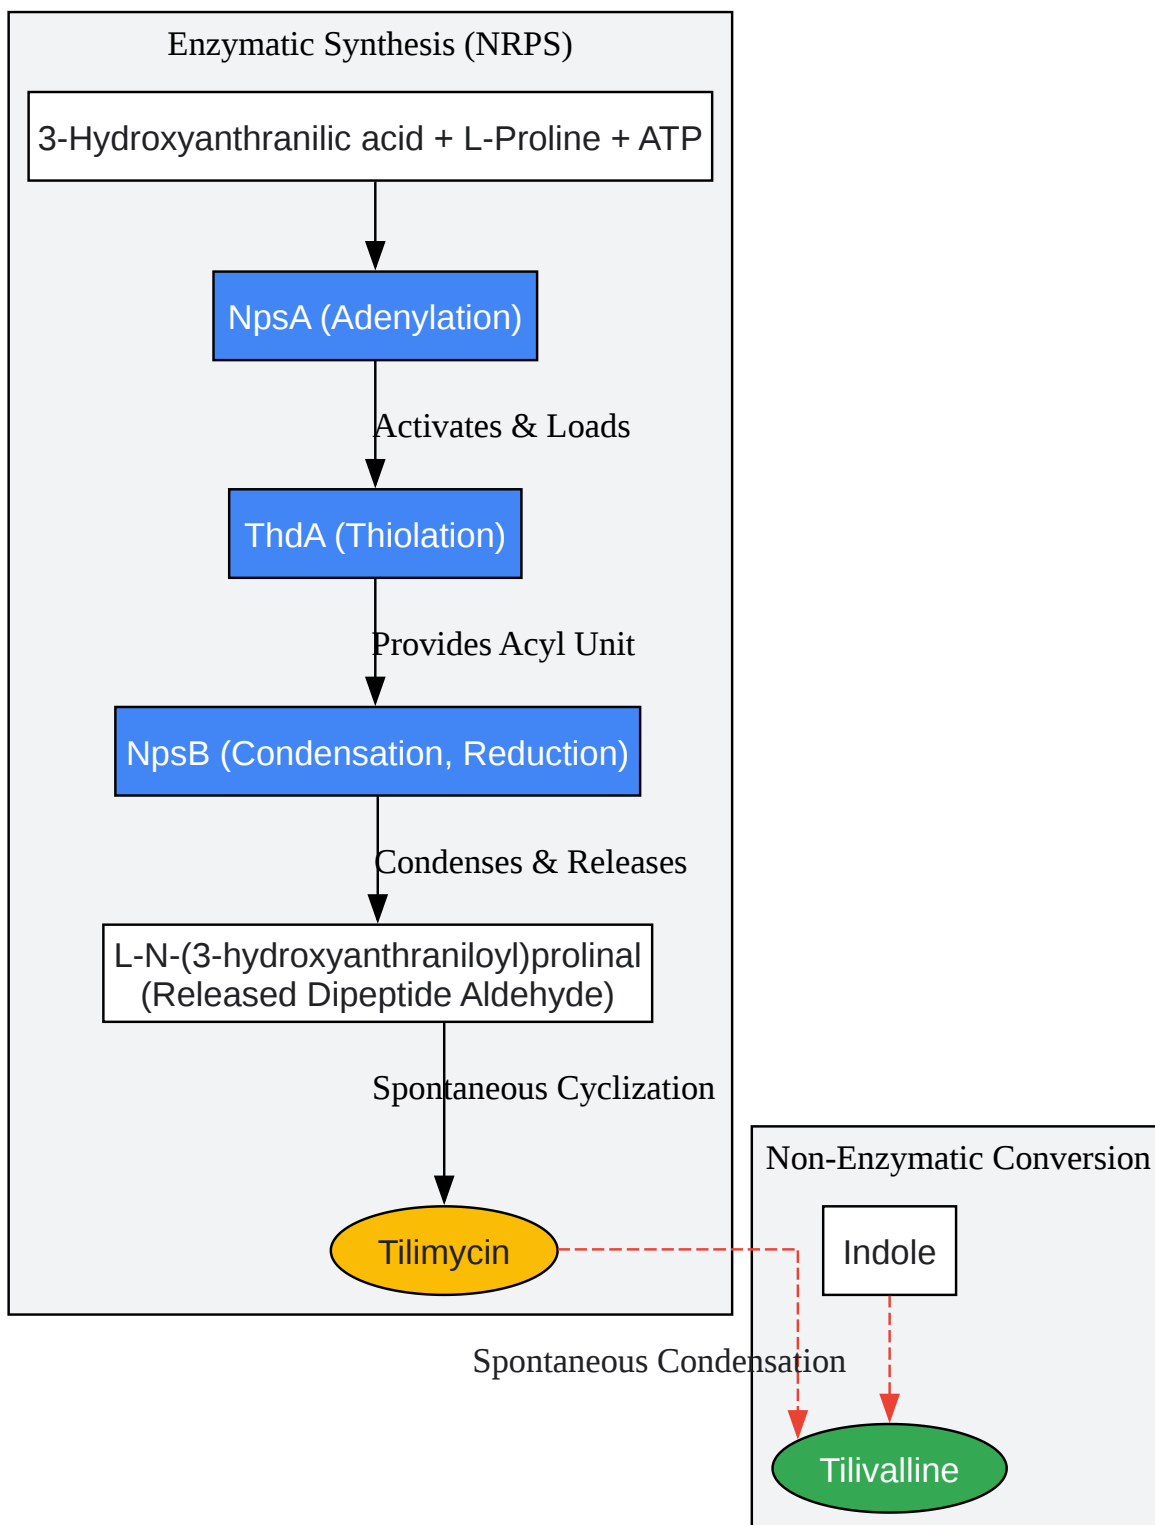 Enzymatic Synthesis (NRPS)
3-Hydroxyanthranilic acid + L-Proline + ATP
NpsA (Adenylation)
Activates & Loads
ThdA (Thiolation)
Provides Acyl Unit
NpsB (Condensation, Reduction)
Condenses & Releases
L-N-(3-hydroxyanthraniloyl)prolinal
(Released Dipeptide Aldehyde)
Spontaneous Cyclization
Tilimycin
Non-Enzymatic Conversion
Indole
Spontaneous Condensation
Tilivalline